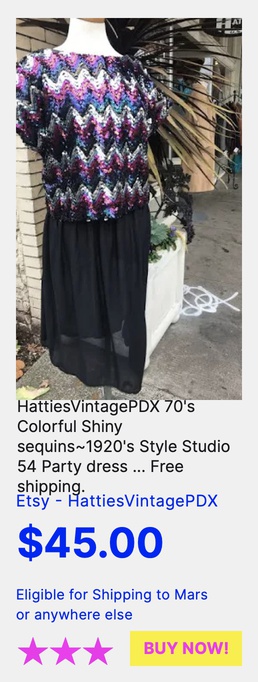 HattiesVintagePDX 70's
Colorful Shiny
sequins~1920's Style Studio
54 Party dress ... Free
shipping.
Etsy - HattiesVintagePDX
$45.00
Eligible for Shipping to Mars
or anywhere else
BUY NOW!